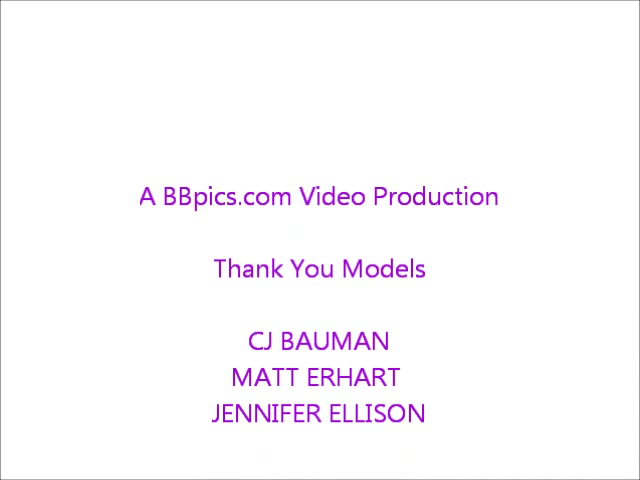 A BBpics.com Video Production
Thank You Models
CJ BAUMAN
MATT ERHART
JENNIFER ELLISON